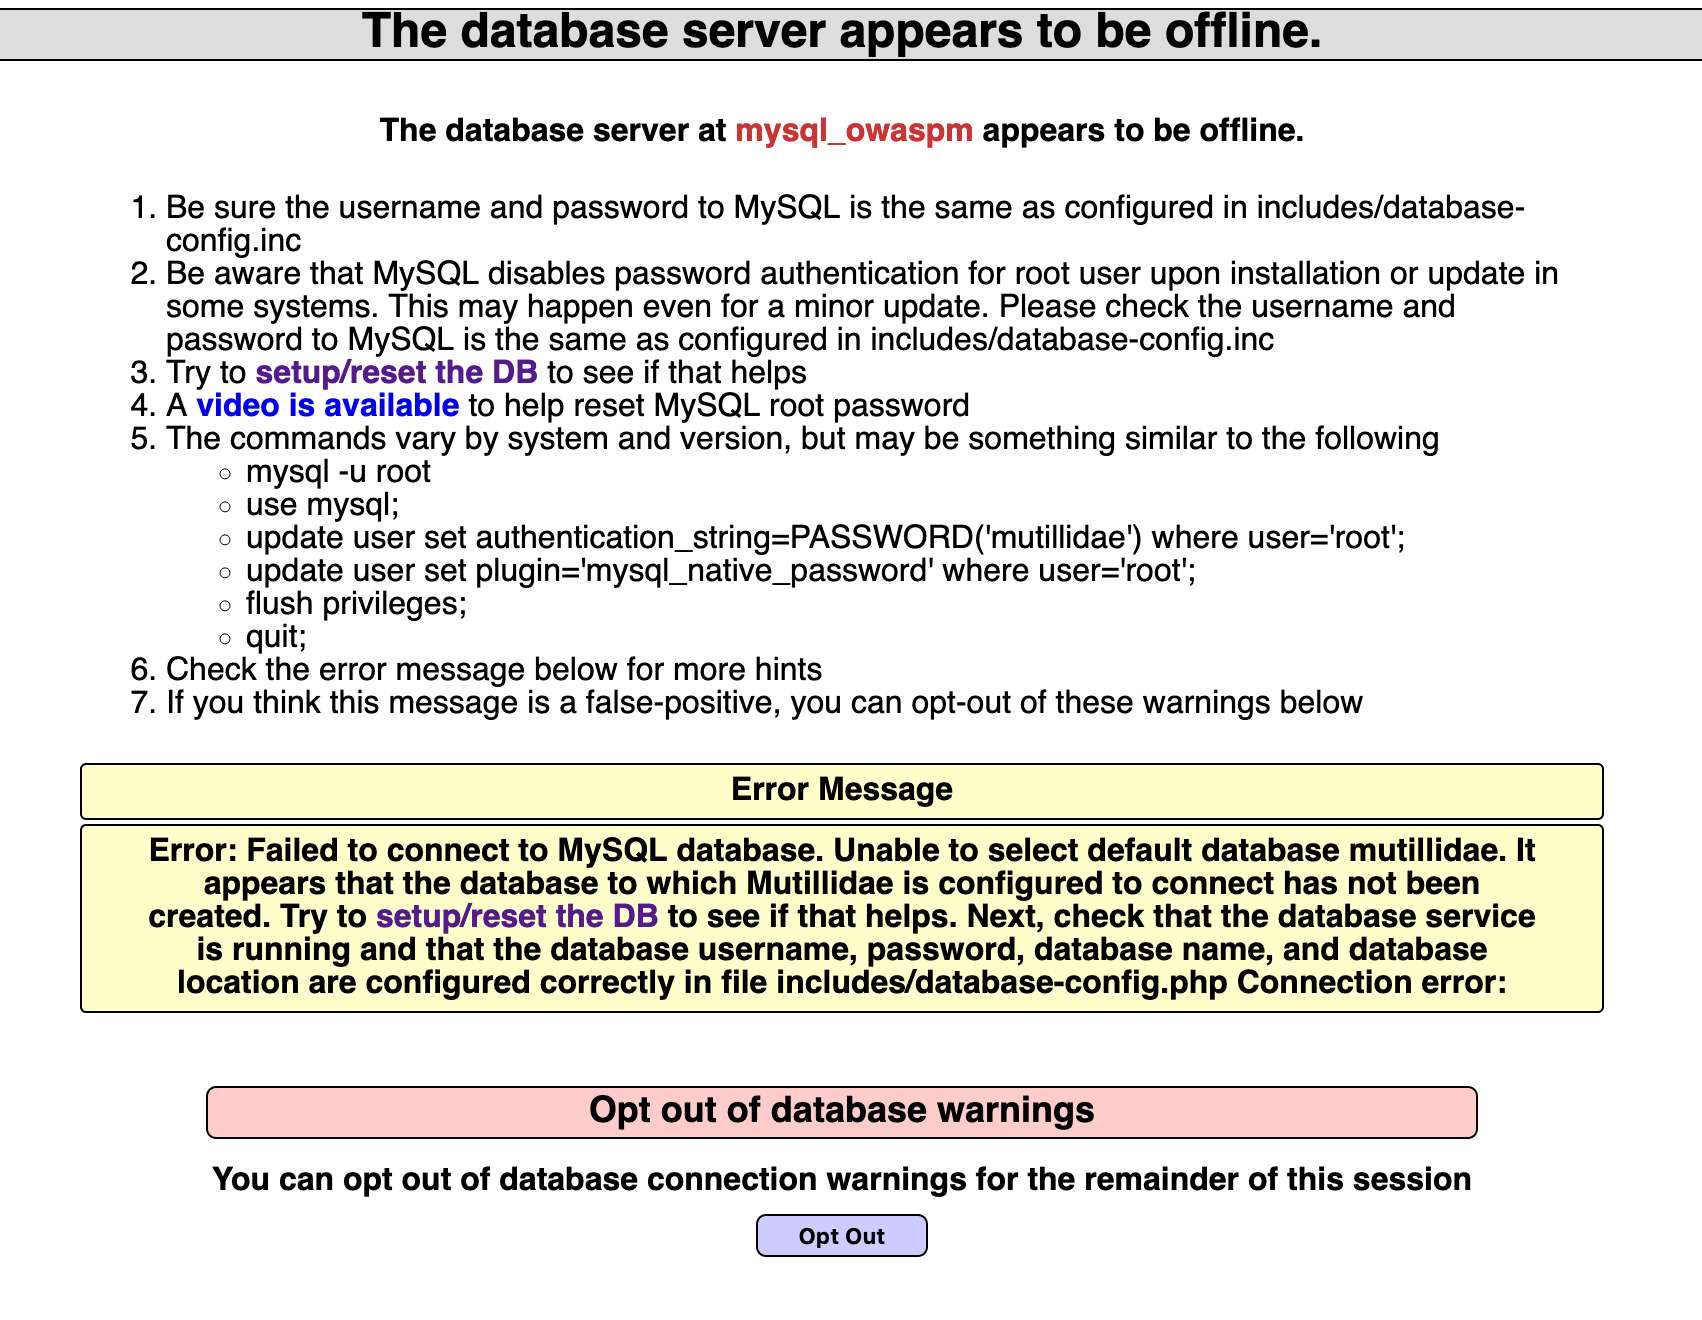 The database server appears to be offline.
The database server at mysql_owaspm appears to be offline.
1. Be sure the username and password to MySQL is the same as configured in includes/database-
config.inc
2. Be aware that MySQL disables password authentication for root user upon installation or update in
some systems. This may happen even for a minor update. Please check the username and
password to MySQL is the same as configured in includes/database-config.inc
3. Try to setup/reset the DB to see if that helps
4. A video is available to help reset MySQL root password
5. The commands vary by system and version, but may be something similar to the following
○ mysql -u root
○ use mysql;
○ update user set authentication_string=PASSWORD('mutillidae') where user='root';
○ update user set plugin='mysql_native_password' where user='root';
○ flush privileges;
○ quit;
6. Check the error message below for more hints
7. If you think this message is a false-positive, you can opt-out of these warnings below
Error Message
Error: Failed to connect to MySQL database. Unable to select default database mutillidae. It
appears that the database to which Mutillidae is configured to connect has not been
created. Try to setup/reset the DB to see if that helps. Next, check that the database service
is running and that the database username, password, database name, and database
location are configured correctly in file includes/database-config.php Connection error:
Opt out of database warnings
You can opt out of database connection warnings for the remainder of this session
Opt Out